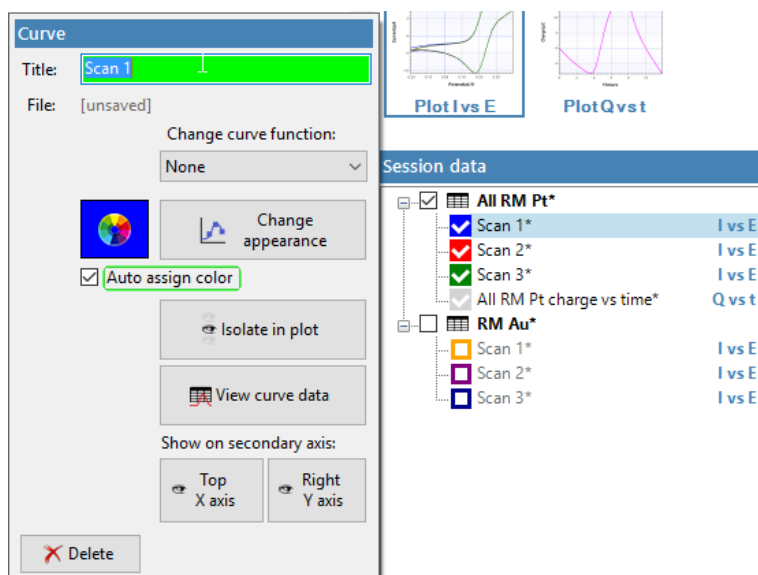 Curve
Title: Scan 1
File: [unsaved]
Change curve function:
None
Change
appearance
Auto assign color
Isolate in plot
View curve data
Show on secondary axis:
Top
X axis
Right
Y axis
Delete
Plot I vs E
Plot Q vs t
Session data
All RM Pt*
Scan 1* I vs E
Scan 2* I vs E
Scan 3* I vs E
All RM Pt charge vs time* Q vs t
RM Au*
Scan 1* I vs E
Scan 2* I vs E
Scan 3* I vs E